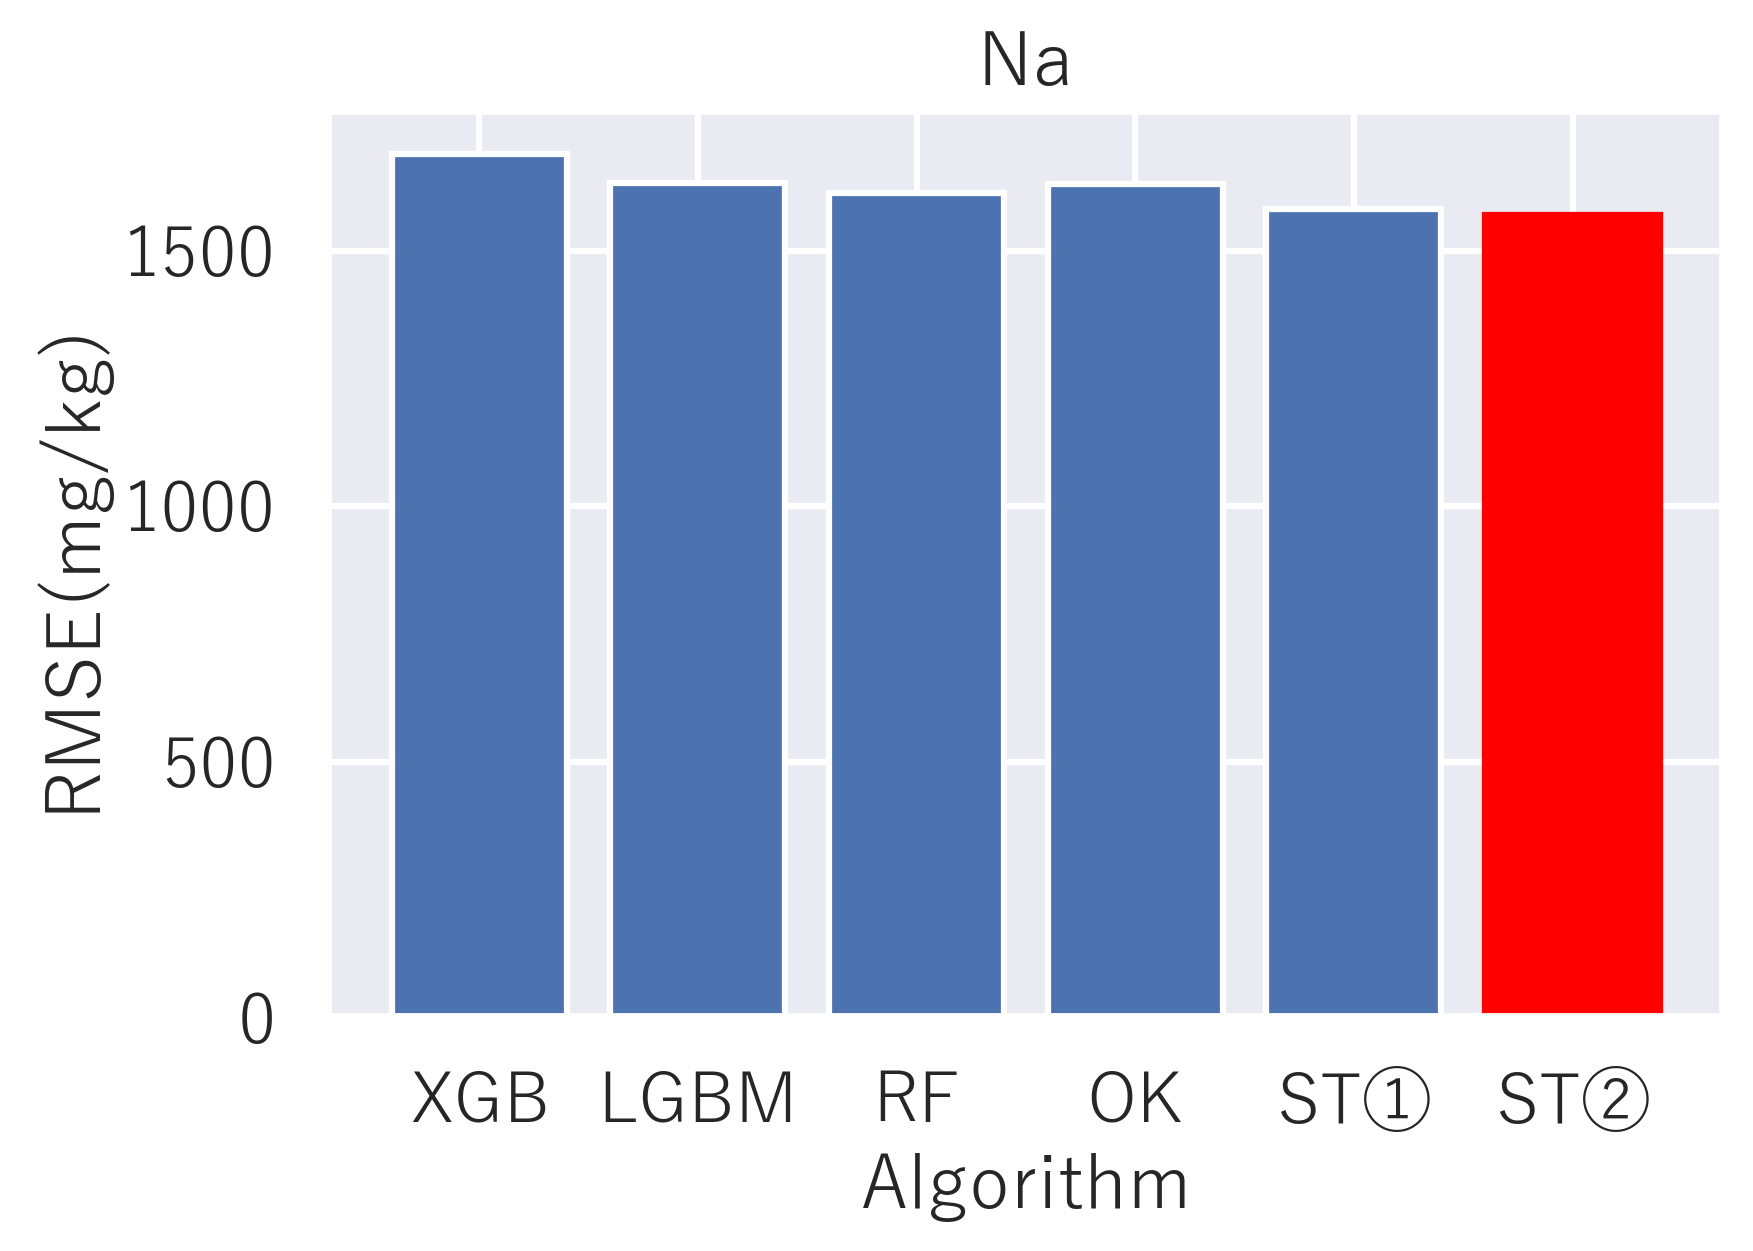 Na
RMSE(mg/kg)
1500
1000
500
0
XGB LGBM RF OK ST① ST②
Algorithm